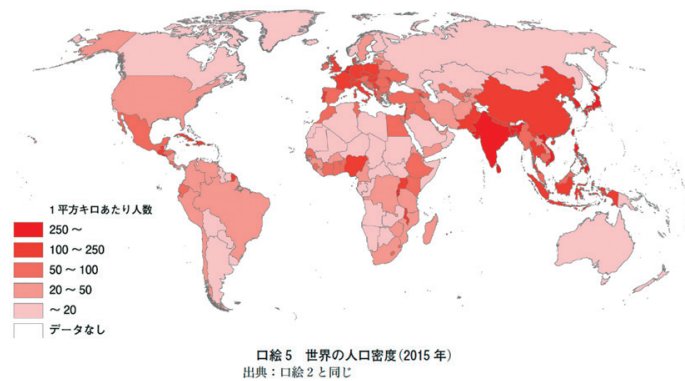 1平方キロあたり人数
250～
100～250
50～100
20～50
～20
データなし
口絵5 世界の人口密度(2015年)
出典：口絵2と同じ